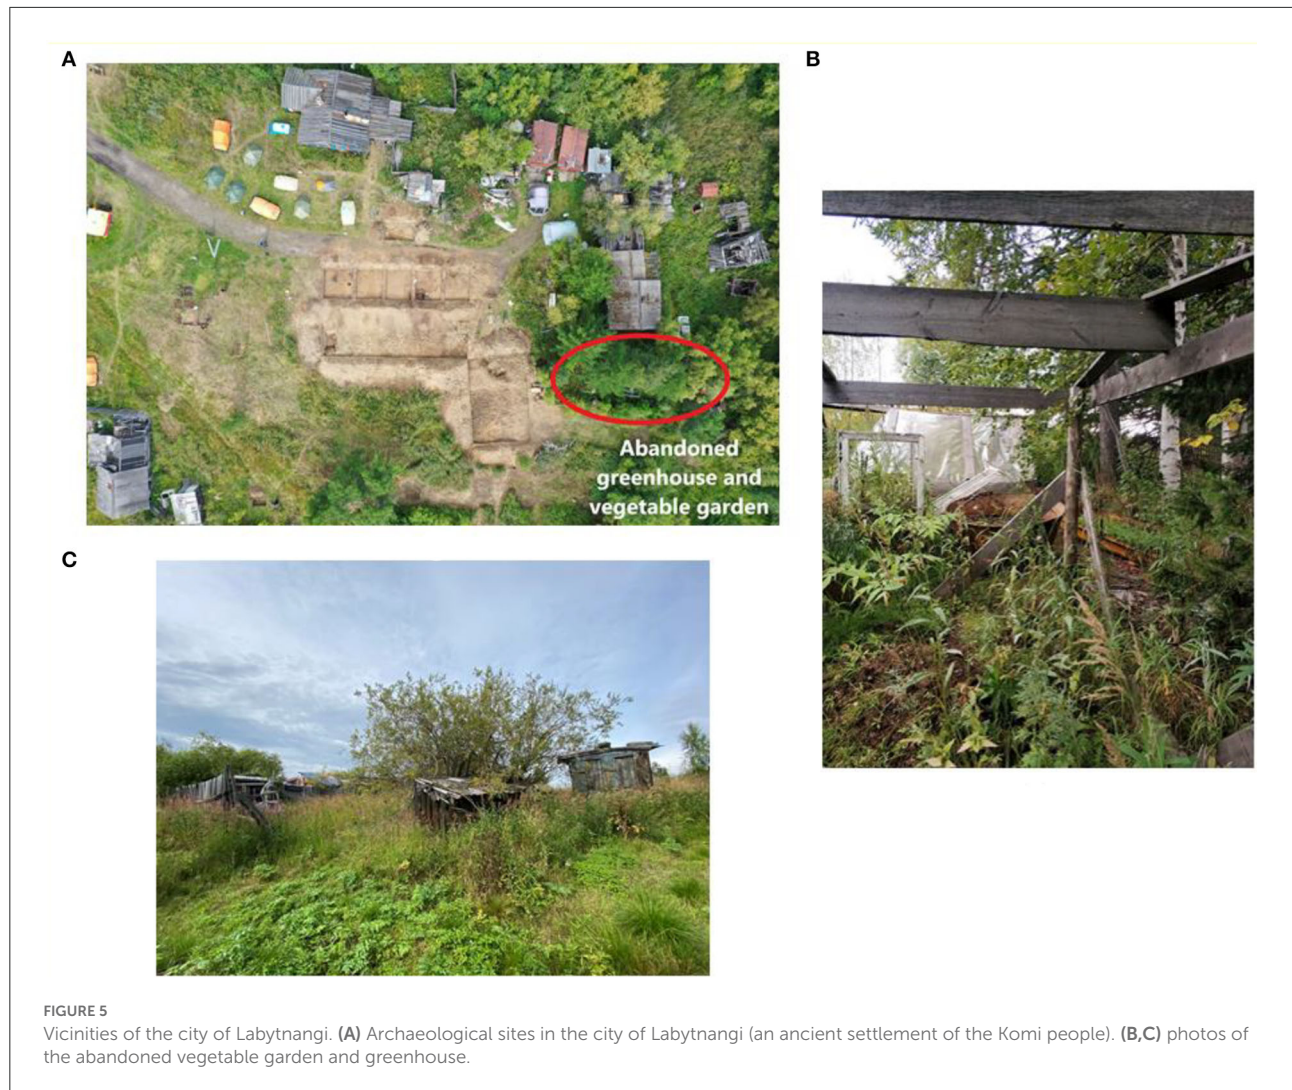 A
B
Abandoned
greenhouse and
vegetable garden
C
FIGURE 5
Vicinities of the city of Labytnangi. (A) Archaeological sites in the city of Labytnangi (an ancient settlement of the Komi people). (B,C) photos of
the abandoned vegetable garden and greenhouse.